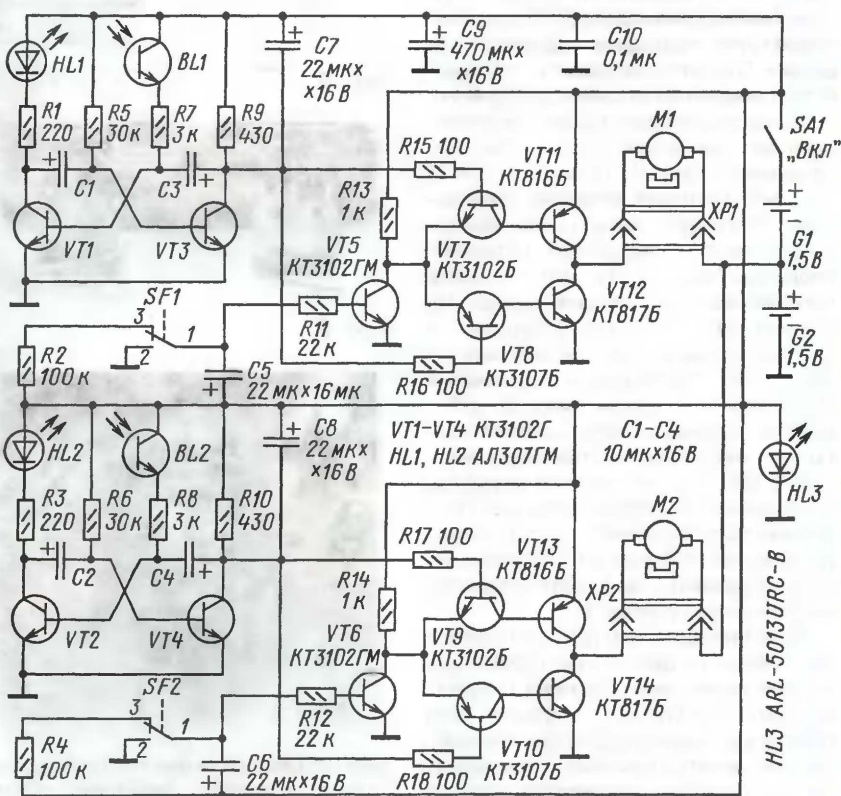 HL1
BL1
C7
22 мк×
×16 В
C9
470 мк×
×16 В
C10
0,1 мк
R1
220
R5
30к
R7
3к
R9
430
C1
C3
VT1
VT3
R15 100
R13
1 к
VT11
КТ816Б
M1
SA1
„Вкл"
XP1
G1
1,5 В
G2
1,5 В
VT5
КТ3102ГМ
VT7
КТ3102Б
VT12
КТ817Б
SF1
3
1
2
R11
22 к
VT8
КТ3107Б
R16 100
R2
100 к
C5
22 мк×16 мк
C8
22 мк×
×16 В
VT1–VT4 КТ3102Г
HL1, HL2 АЛ307ГМ
C1–C4
10 мк×16 В
HL2
BL2
HL3
R3
220
R6
30к
R8
3к
R10
430
C2
C4
VT2
VT4
R17 100
R14
1 к
VT13
КТ816Б
M2
XP2
VT6
КТ3102ГМ
VT9
КТ3102Б
VT14
КТ817Б
SF2
3
1
2
R12
22 к
VT10
КТ3107Б
R18 100
R4
100 к
C6
22 мк×16 В
HL3 ARL-5013URC-B